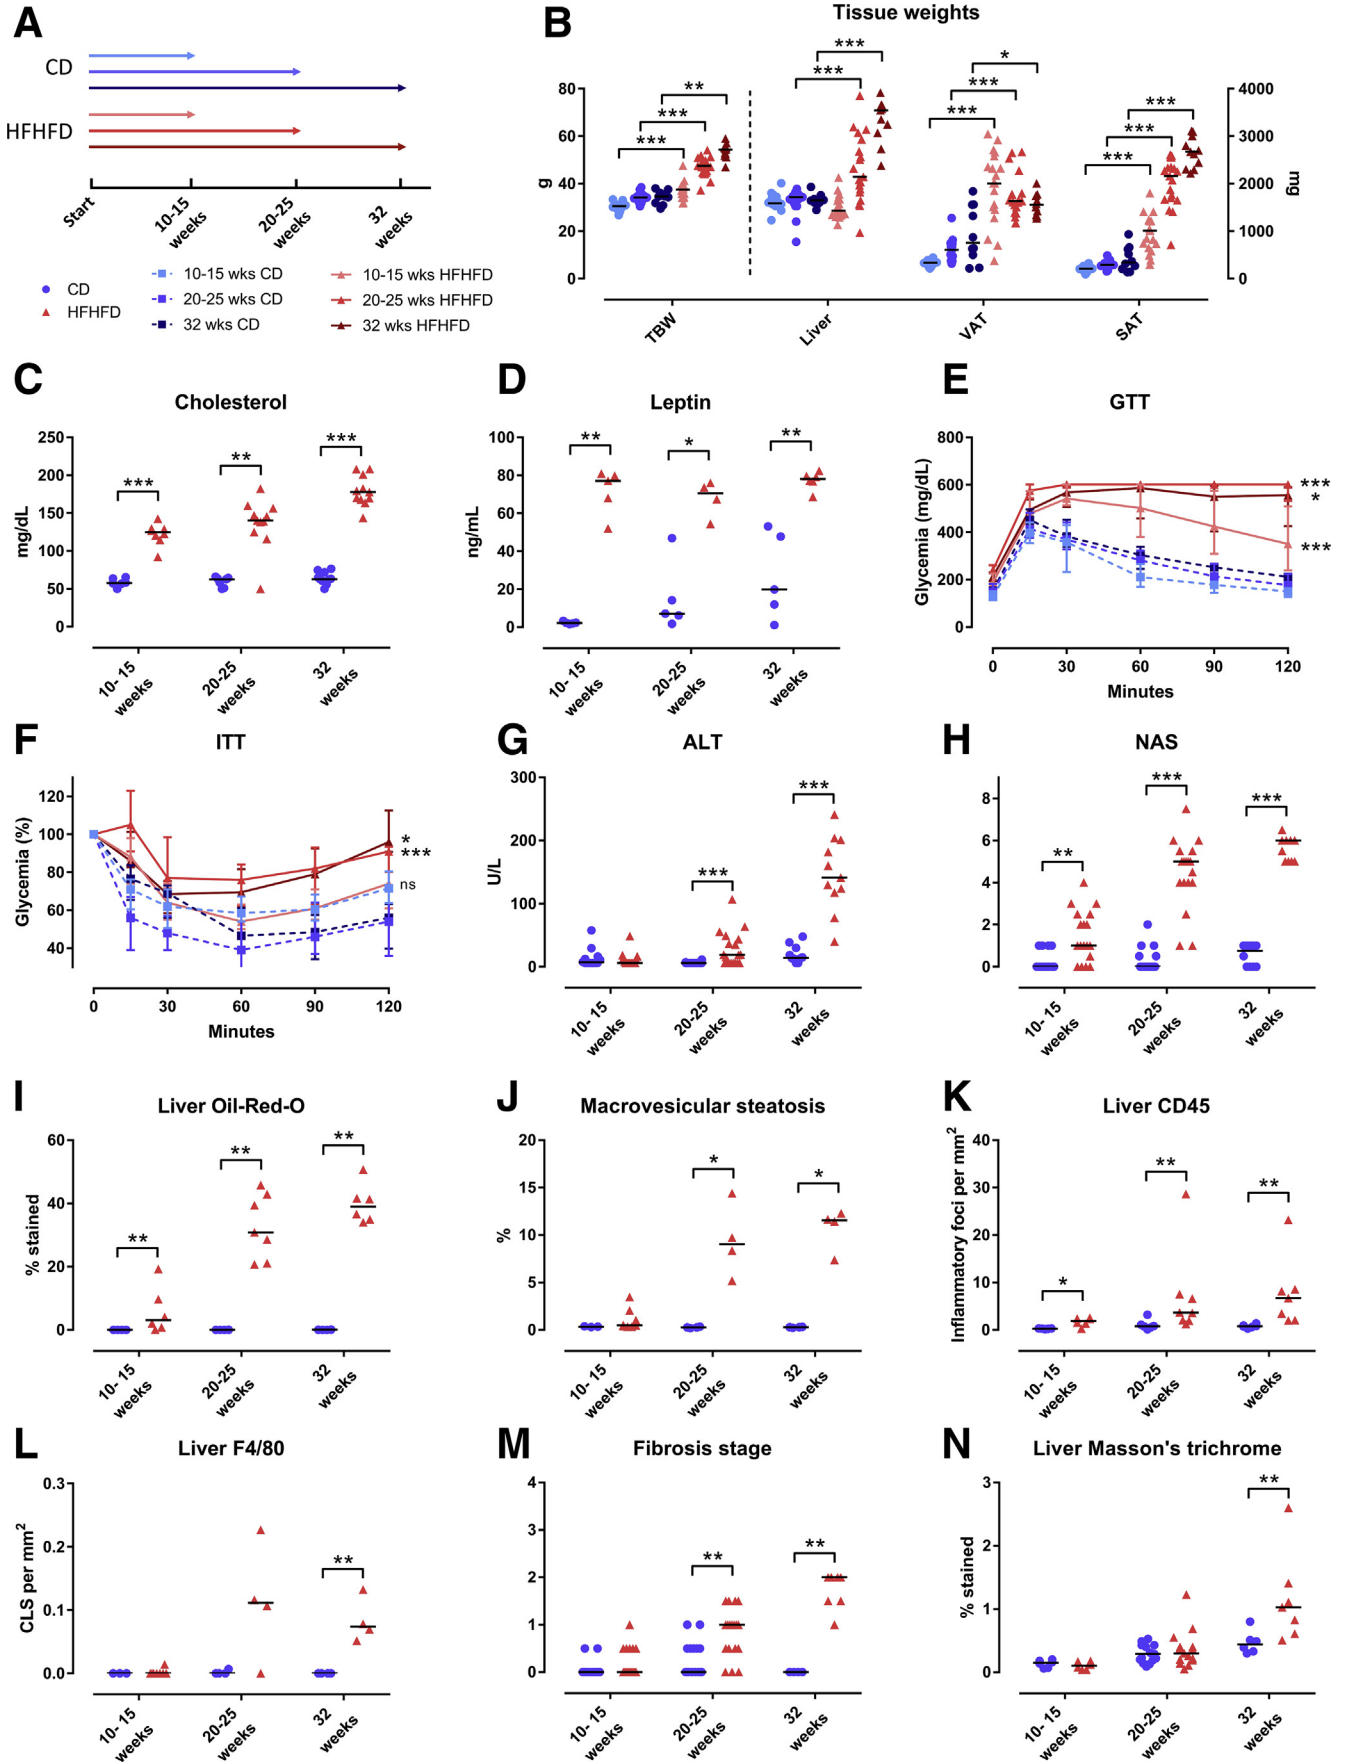 A
CD
HFHFD
Start
10-15
weeks
20-25
weeks
32
weeks
CD
HFHFD
10-15 wks CD
20-25 wks CD
32 wks CD
10-15 wks HFHFD
20-25 wks HFHFD
32 wks HFHFD
B
Tissue weights
g
80
60
40
20
0
*** *** **
*** ***
*** *** *
*** *** ***
4000
3000
2000
1000
0
mg
TBW
Liver
VAT
SAT
C
Cholesterol
mg/dL
250
200
150
100
50
0
*** ** ***
10- 15
weeks
20-25
weeks
32
weeks
D
Leptin
ng/mL
100
80
60
40
20
0
** * **
10- 15
weeks
20-25
weeks
32
weeks
E
GTT
Glycemia (mg/dL)
800
600
400
200
0
***
*
***
0 30 60 90 120
Minutes
F
ITT
Glycemia (%)
120
100
80
60
40
*
***
ns
0 30 60 90 120
Minutes
G
ALT
U/L
300
200
100
0
*** ***
10- 15
weeks
20-25
weeks
32
weeks
H
NAS
8
6
4
2
0
** *** ***
10- 15
weeks
20-25
weeks
32
weeks
I
Liver Oil-Red-O
% stained
60
40
20
0
** ** **
10- 15
weeks
20-25
weeks
32
weeks
J
Macrovesicular steatosis
%
20
15
10
5
0
* *
10- 15
weeks
20-25
weeks
32
weeks
K
Liver CD45
Inflammatory foci per mm²
40
30
20
10
0
* ** **
10- 15
weeks
20-25
weeks
32
weeks
L
Liver F4/80
CLS per mm²
0.3
0.2
0.1
0.0
**
10- 15
weeks
20-25
weeks
32
weeks
M
Fibrosis stage
4
3
2
1
0
** **
10- 15
weeks
20-25
weeks
32
weeks
N
Liver Masson's trichrome
% stained
3
2
1
0
**
10- 15
weeks
20-25
weeks
32
weeks